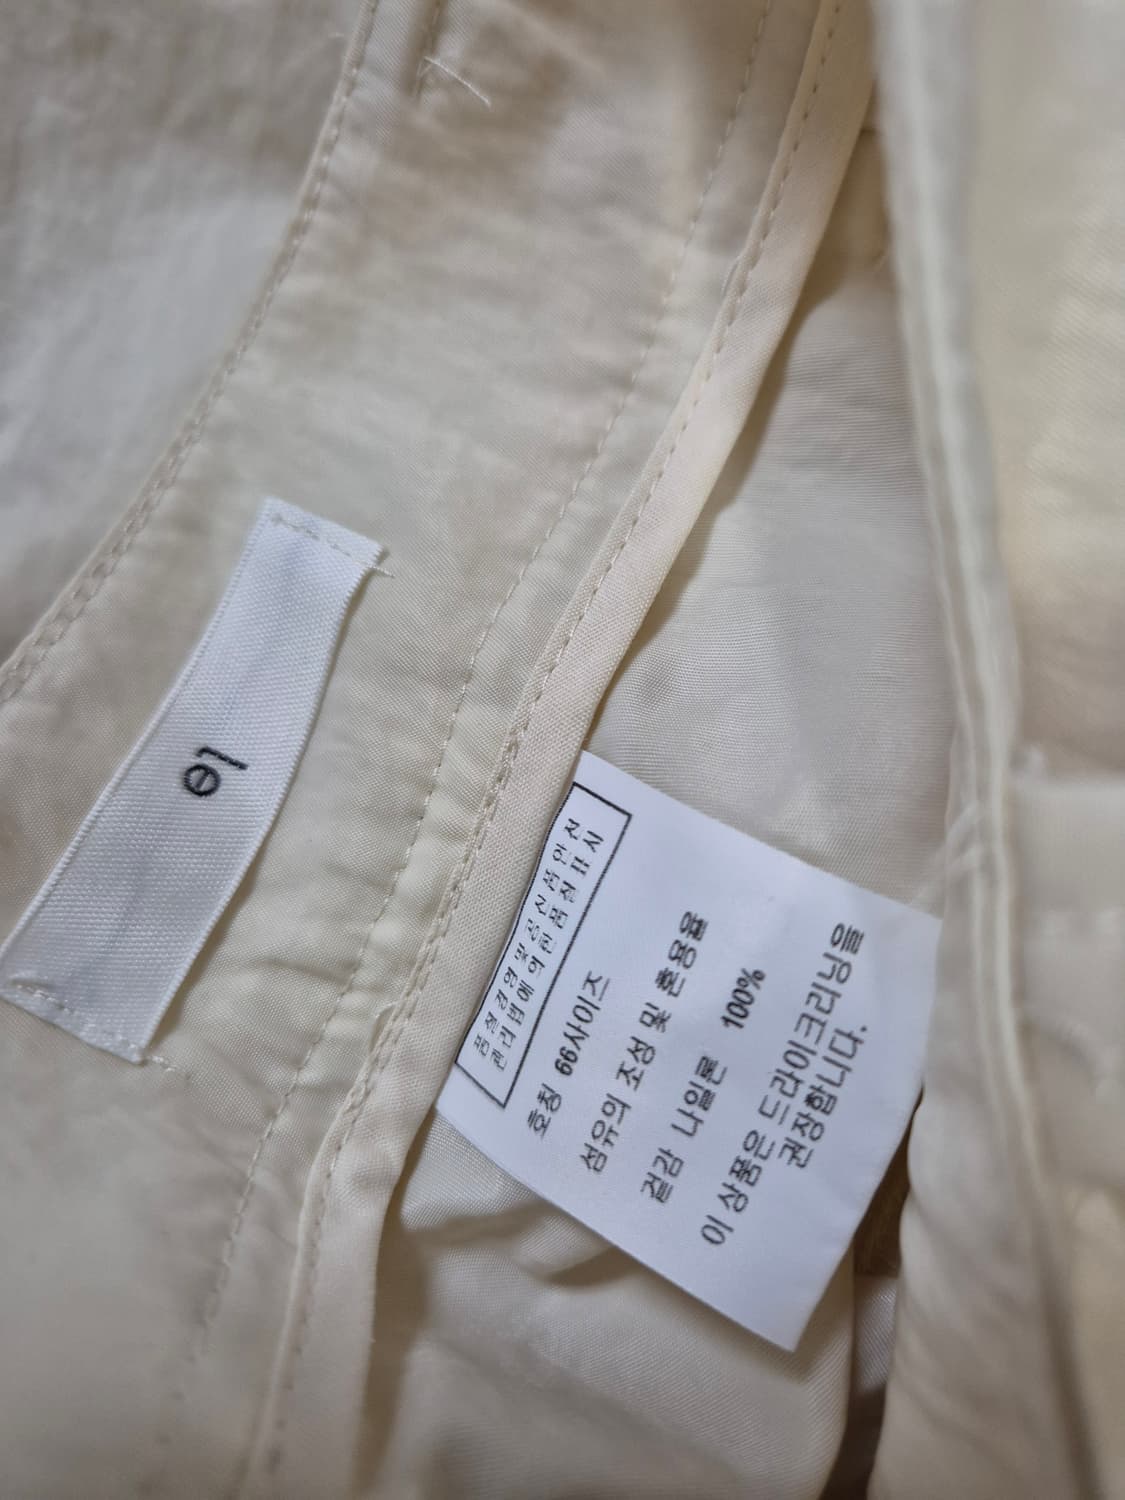 le
품질경영 및 공산품안전
관리법에 의한 품질표시
호칭 66사이즈
섬유의 조성 및 혼용율
겉감 나일론 100%
이 상품은 드라이크리닝을
권장합니다.